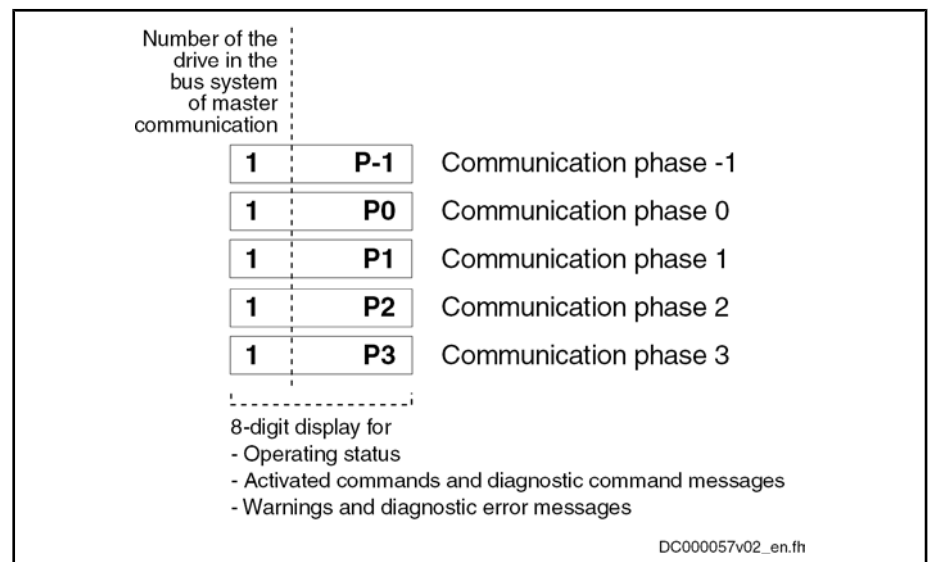 Number of the
drive in the
bus system
of master
communication
1 P-1 Communication phase -1
1 P0 Communication phase 0
1 P1 Communication phase 1
1 P2 Communication phase 2
1 P3 Communication phase 3
8-digit display for
- Operating status
- Activated commands and diagnostic command messages
- Warnings and diagnostic error messages
DC000057v02_en.fh